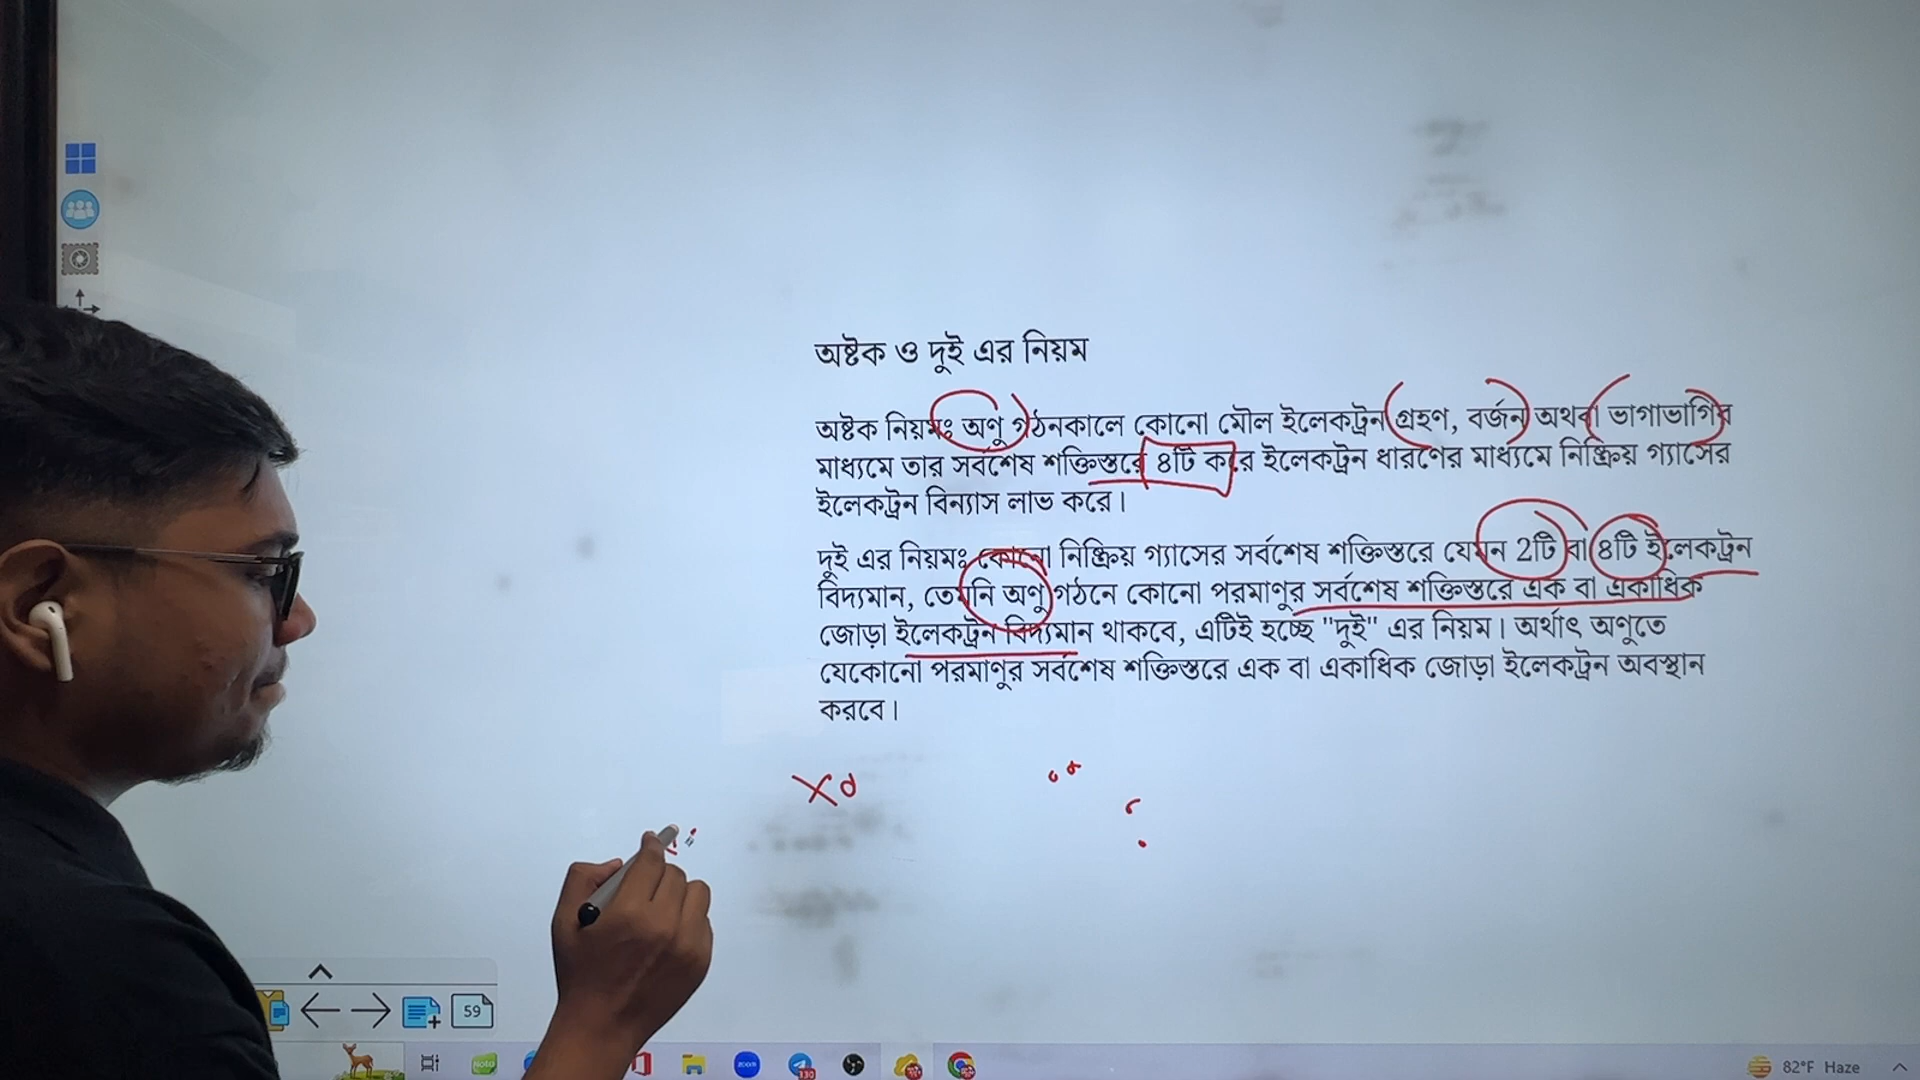 অষ্টক ও দুই এর নিয়ম
অষ্টক নিয়মঃ অণু গঠনকালে কোনো মৌল ইলেকট্রন গ্রহণ, বর্জন অথবা ভাগাভাগির
মাধ্যমে তার সর্বশেষ শক্তিস্তরে ৪টি করে ইলেকট্রন ধারণের মাধ্যমে নিষ্ক্রিয় গ্যাসের
ইলেকট্রন বিন্যাস লাভ করে।
দুই এর নিয়মঃ কোনো নিষ্ক্রিয় গ্যাসের সর্বশেষ শক্তিস্তরে যেমন 2টি বা ৪টি ইলেকট্রন
বিদ্যমান, তেমনি অণু গঠনে কোনো পরমাণুর সর্বশেষ শক্তিস্তরে এক বা একাধিক
জোড়া ইলেকট্রন বিদ্যমান থাকবে, এটিই হচ্ছে "দুই" এর নিয়ম। অর্থাৎ অণুতে
যেকোনো পরমাণুর সর্বশেষ শক্তিস্তরে এক বা একাধিক জোড়া ইলেকট্রন অবস্থান
করবে।
59
zoom
82°F Haze